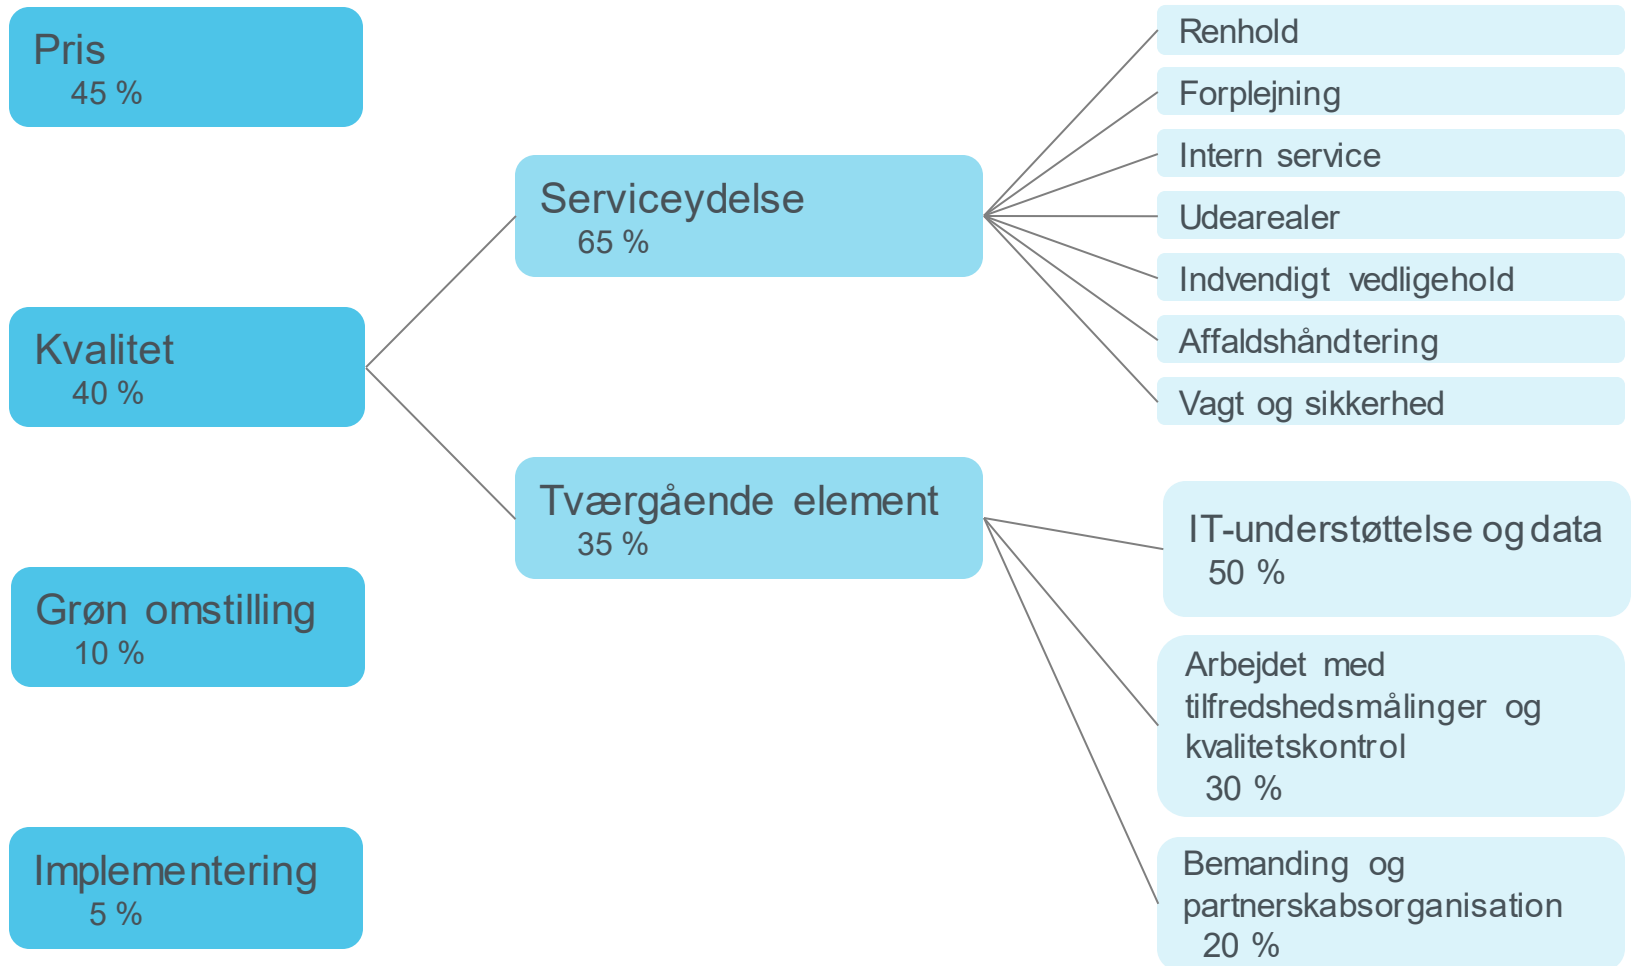 Pris
45 %
Kvalitet
40 %
Grøn omstilling
10 %
Implementering
5 %
Serviceydelse
65 %
Tværgående element
35 %
Renhold
Forplejning
Intern service
Udearealer
Indvendigt vedligehold
Affaldshåndtering
Vagt og sikkerhed
IT-understøttelse og data
50 %
Arbejdet med
tilfredshedsmålinger og
kvalitetskontrol
30 %
Bemanding og
partnerskabsorganisation
20 %